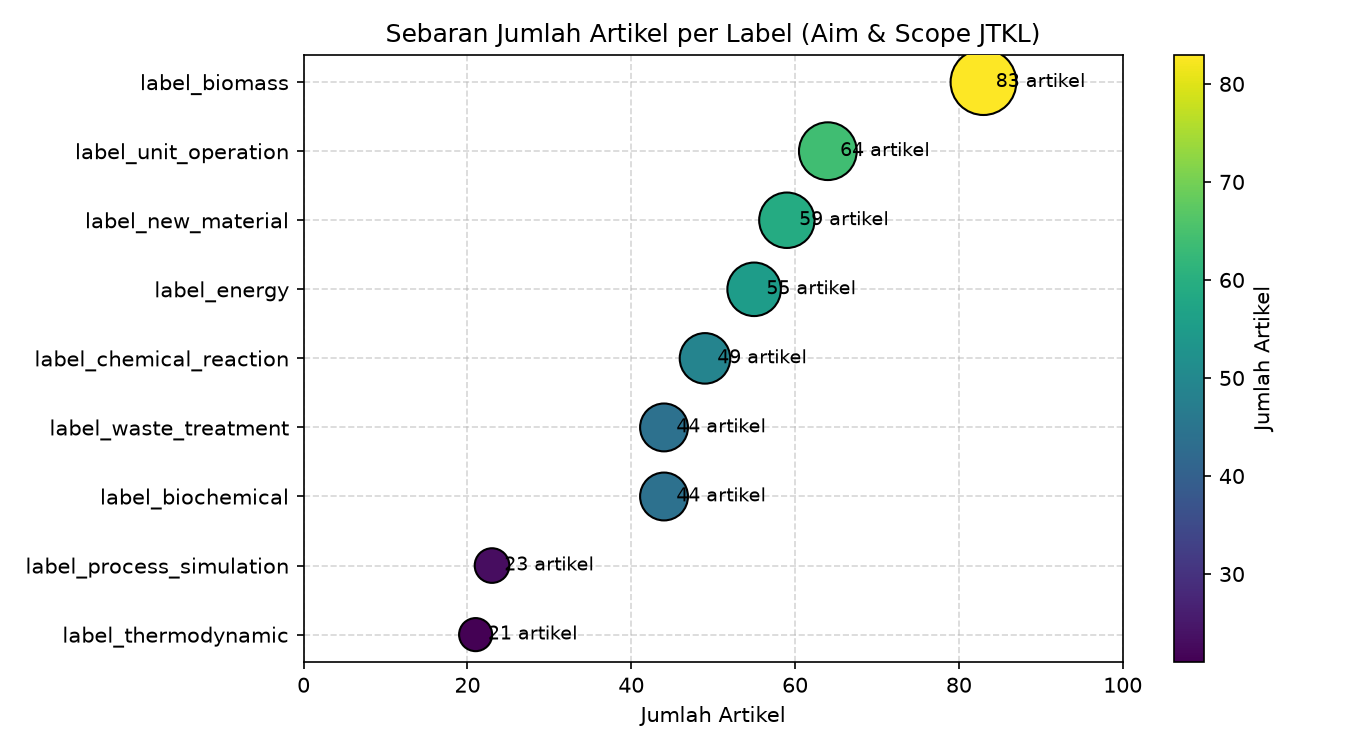 Sebaran Jumlah Artikel per Label (Aim & Scope JTKL)
label_biomass
83 artikel
label_unit_operation
64 artikel
label_new_material
59 artikel
label_energy
55 artikel
label_chemical_reaction
49 artikel
label_waste_treatment
44 artikel
label_biochemical
44 artikel
label_process_simulation
23 artikel
label_thermodynamic
21 artikel
0 20 40 60 80 100
Jumlah Artikel
80
70
60
50
40
30
Jumlah Artikel